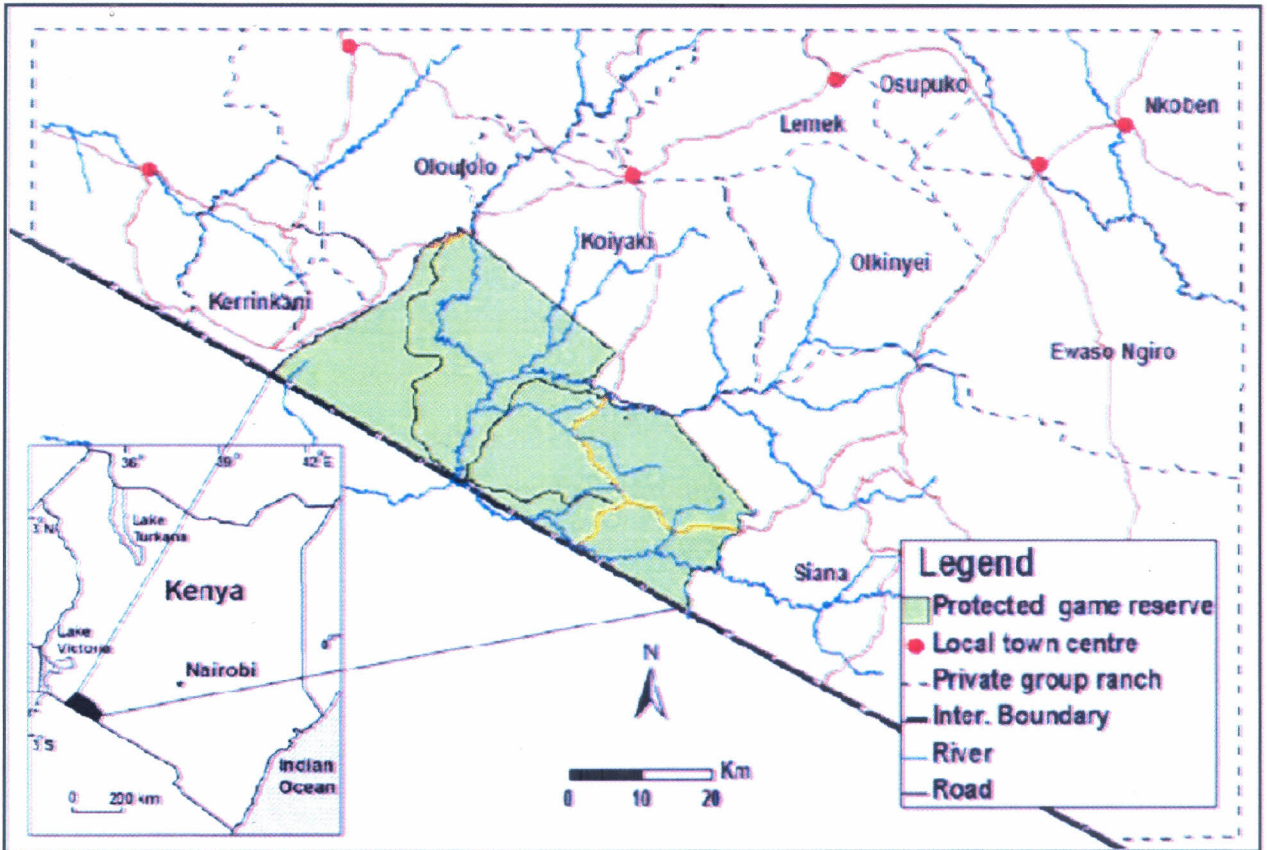 Osupuko
Nkoben
Lemek
Oloujolo
Koiyaki
Olkinyei
Kerrinkani
Ewaso Ngiro
Siana
36°
39°
42°E
3°N
Lake
Turkana
Kenya
Lake
Victoria
Nairobi
3°S
Indian
Ocean
0 200 km
N
Km
0 10 20
Legend
Protected game reserve
Local town centre
Private group ranch
Inter. Boundary
River
Road